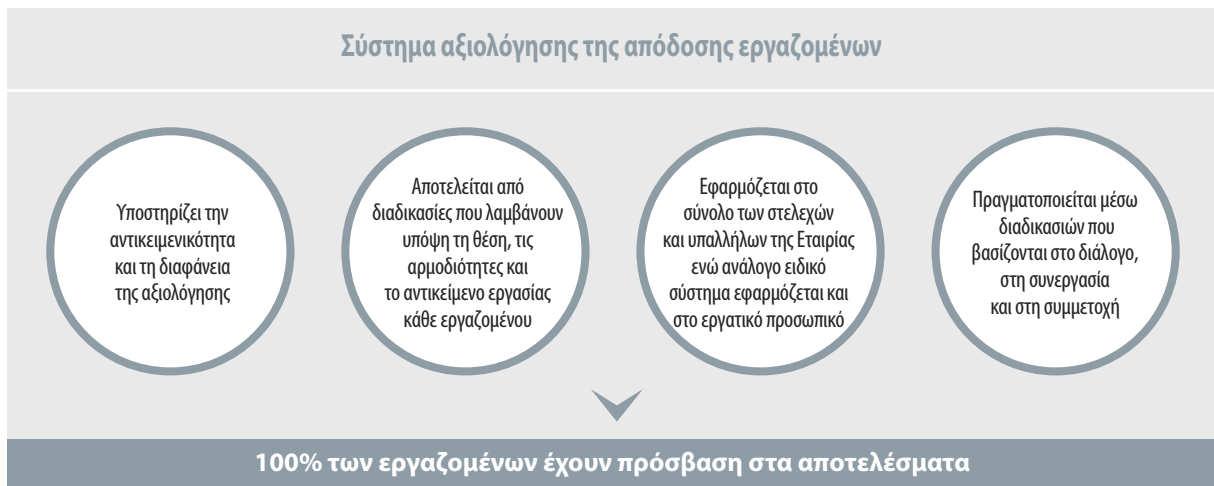 Σύστημα αξιολόγησης της απόδοσης εργαζομένων
Υποστηρίζει την
αντικειμενικότητα
και τη διαφάνεια
της αξιολόγησης
Αποτελείται από
διαδικασίες που λαμβάνουν
υπόψη τη θέση, τις
αρμοδιότητες και
το αντικείμενο εργασίας
κάθε εργαζομένου
Εφαρμόζεται στο
σύνολο των στελεχών
και υπαλλήλων της Εταιρίας
ενώ ανάλογο ειδικό
σύστημα εφαρμόζεται και
στο εργατικό προσωπικό
Πραγματοποιείται μέσω
διαδικασιών που
βασίζονται στο διάλογο,
στη συνεργασία
και στη συμμετοχή
100% των εργαζομένων έχουν πρόσβαση στα αποτελέσματα